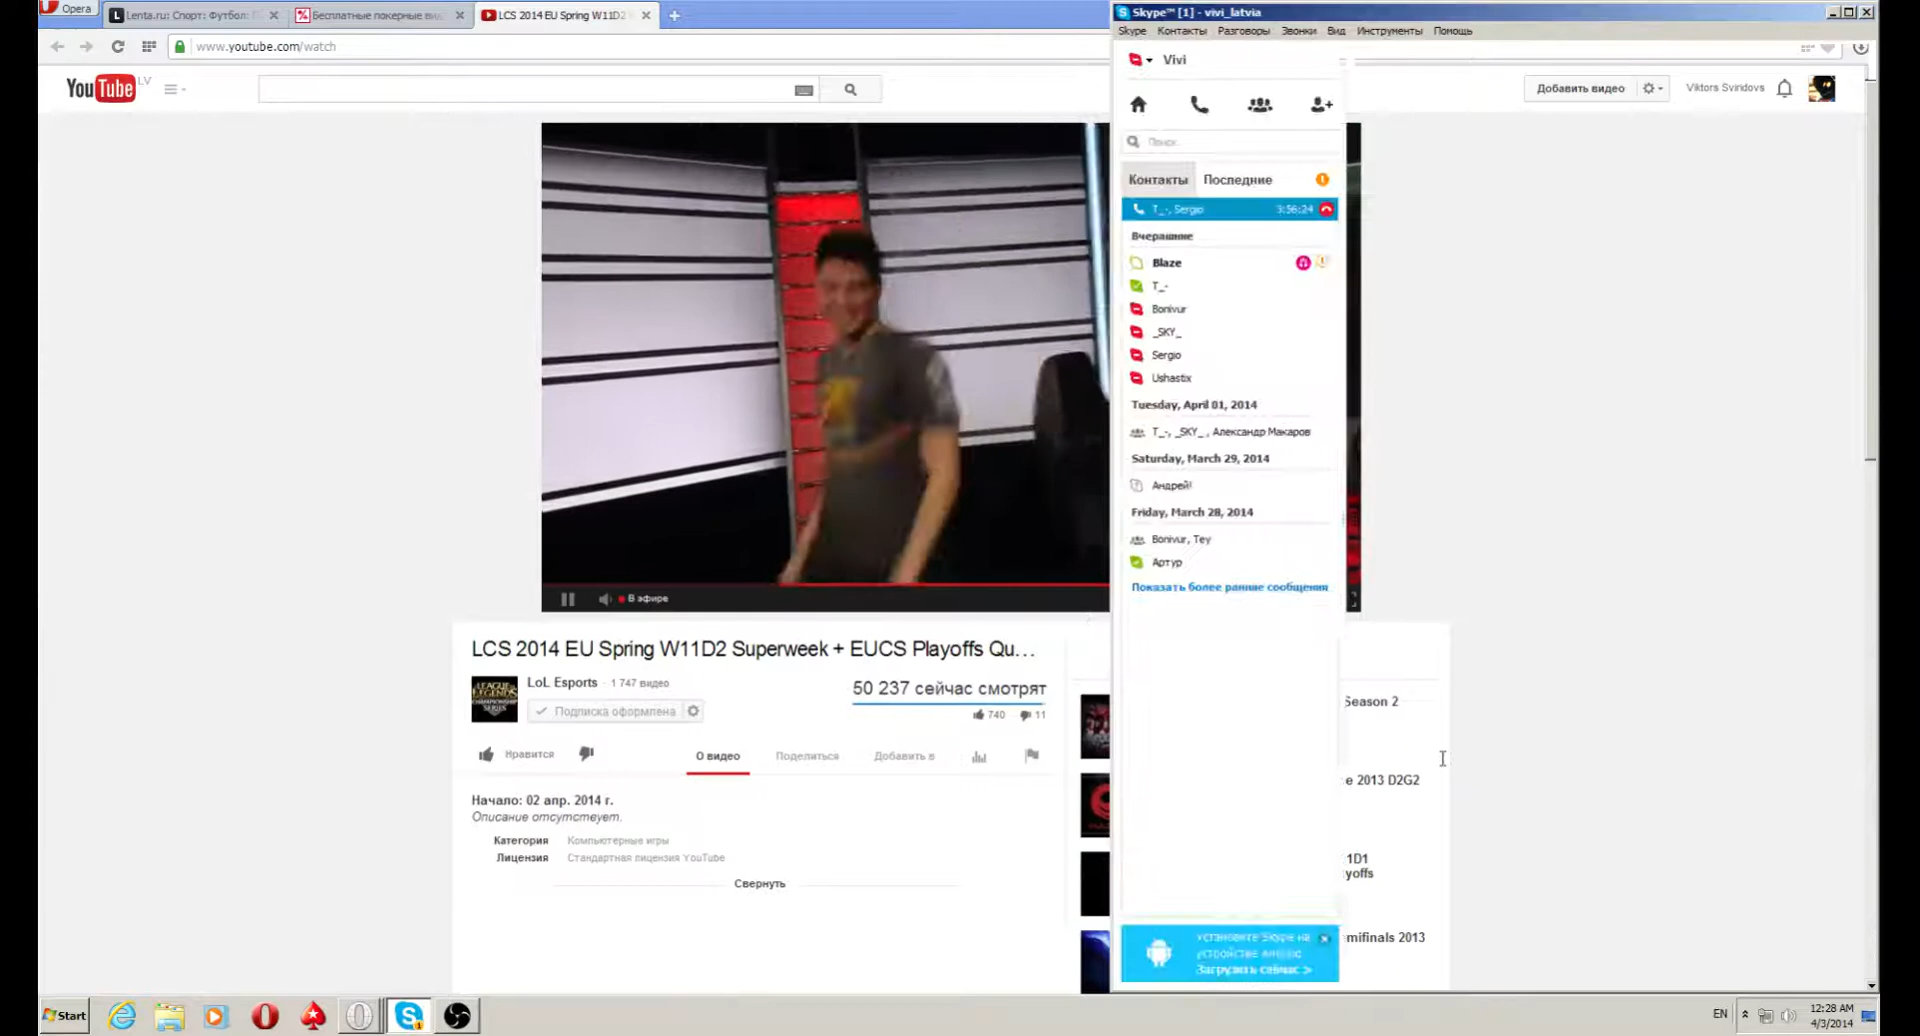 Opera
Lenta.ru: Спорт: Футбол:
Бесплатные покерные ви
LCS 2014 EU Spring W11D2
www.youtube.com/watch
YouTube LV
Добавить видео
Viktors Sviridovs
LCS 2014 EU Spring W11D2 Superweek + EUCS Playoffs Qu…
LoL Esports · 1 747 видео
Подписка оформлена
50 237 сейчас смотрят
740 11
В эфире
Нравится
О видео
Поделиться
Добавить в
Начало: 02 апр. 2014 г.
Описание отсутствует.
Категория Компьютерные игры
Лицензия Стандартная лицензия YouTube
Свернуть
LEAGUE
LEGENDS
CHAMPIONSHIP
SERIES
Skype™ [1] - vivi_latvia
Skype Контакты Разговоры Звонки Вид Инструменты Помощь
Vivi
Поиск
Контакты Последние
T_-, Sergio 3:56:24
Вчерашние
Blaze
T_-
Bonivur
_SKY_
Sergio
Ushastix
Tuesday, April 01, 2014
T_-, _SKY_, Александр Макаров
Saturday, March 29, 2014
Андрей!
Friday, March 28, 2014
Bonivur, Tey
Артур
Показать более ранние сообщения
Установите Skype на
устройстве Android
Загрузить сейчас >
Season 2
e 2013 D2G2
1D1
yoffs
mifinals 2013
Start
EN
12:28 AM
4/3/2014